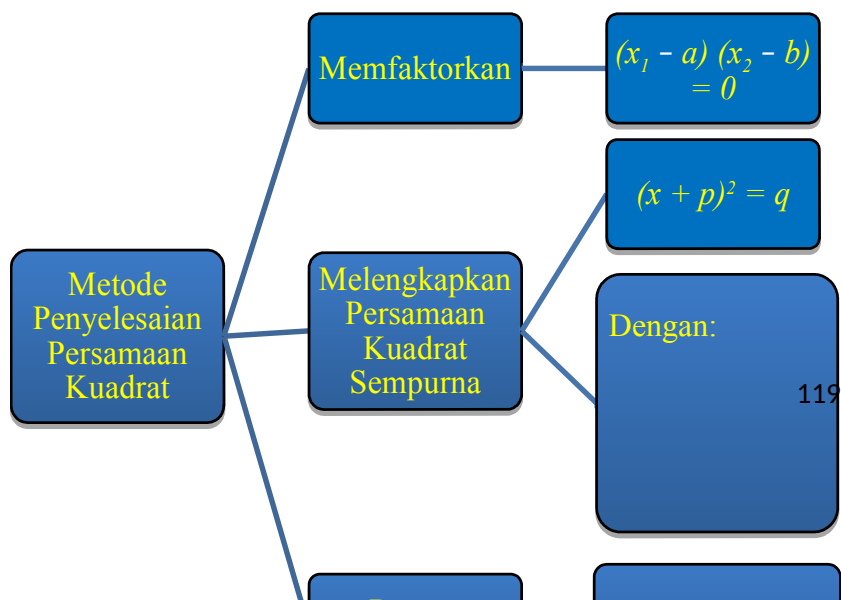 Memfaktorkan
(x₁ – a) (x₂ – b)
= 0
(x + p)² = q
Metode
Penyelesaian
Persamaan
Kuadrat
Melengkapkan
Persamaan
Kuadrat
Sempurna
Dengan:
119